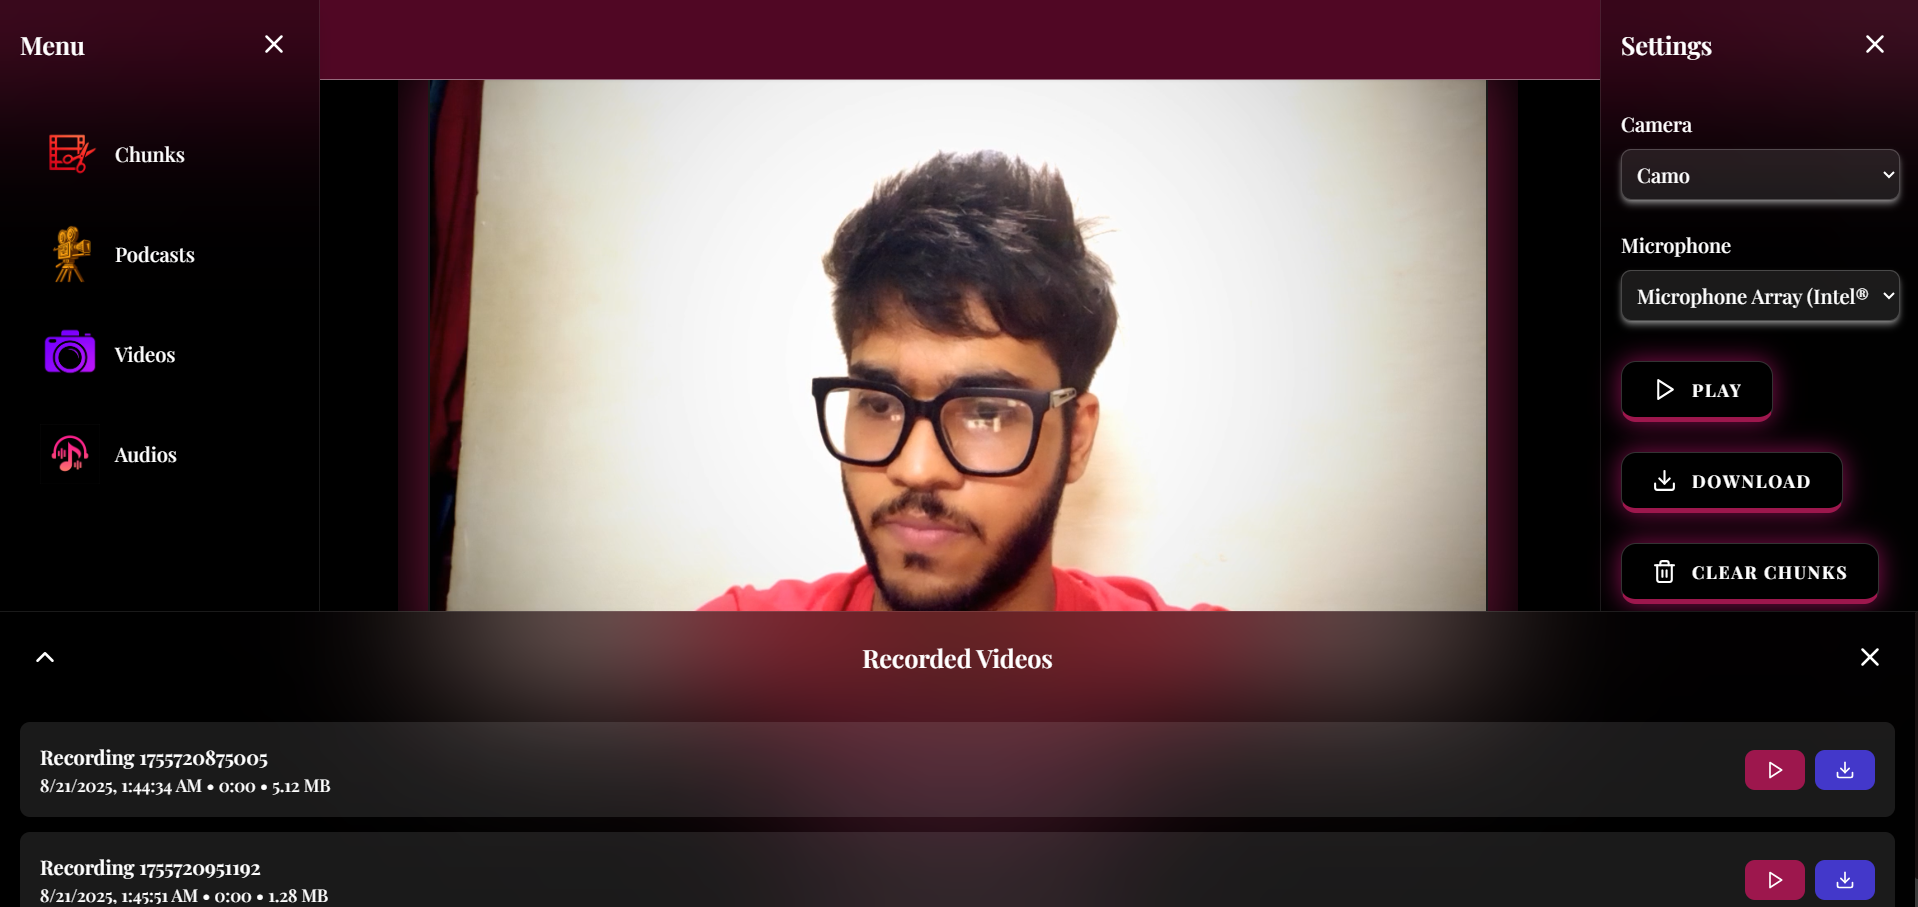 Menu
Chunks
Podcasts
Videos
Audios
Settings
Camera
Camo
Microphone
Microphone Array (Intel®
PLAY
DOWNLOAD
CLEAR CHUNKS
Recorded Videos
Recording 1755720875005
8/21/2025, 1:44:34 AM • 0:00 • 5.12 MB
Recording 1755720951192
8/21/2025, 1:45:51 AM • 0:00 • 1.28 MB